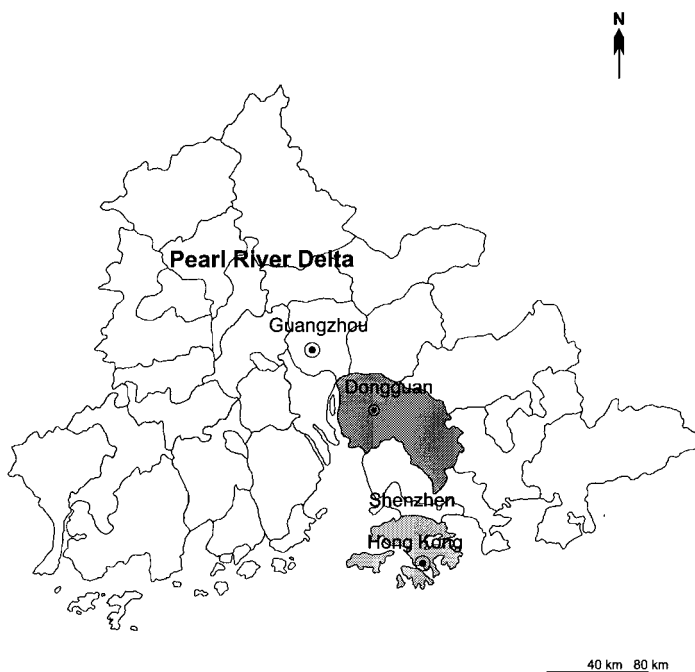 N
Pearl River Delta
Guangzhou
Dongguan
Shenzhen
Hong Kong
40 km 80 km